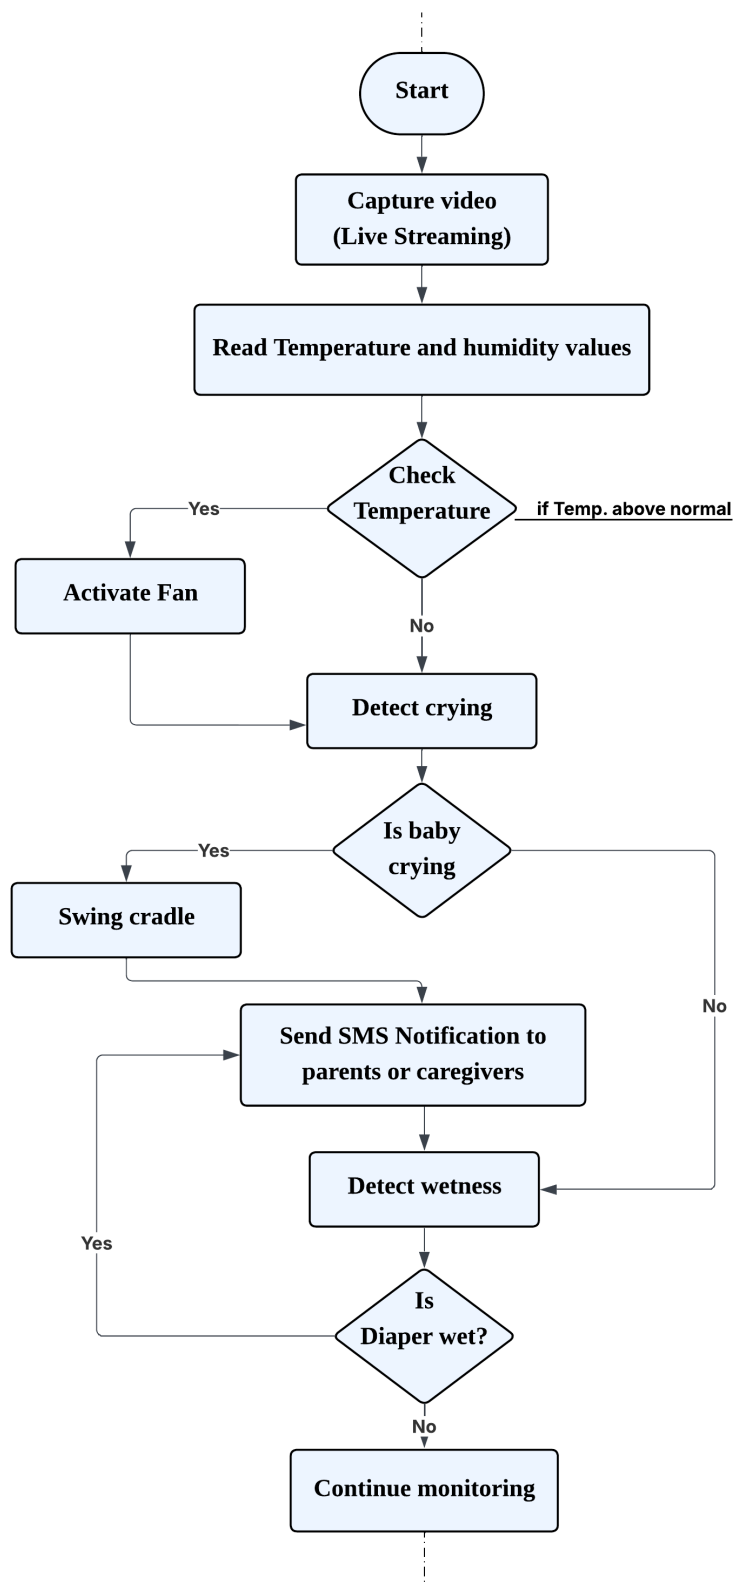 Start
Capture video
(Live Streaming)
Read Temperature and humidity values
Check
Temperature
if Temp. above normal
Yes
Activate Fan
No
Detect crying
Is baby
crying
Yes
Swing cradle
No
Send SMS Notification to
parents or caregivers
Detect wetness
Yes
Is
Diaper wet?
No
Continue monitoring